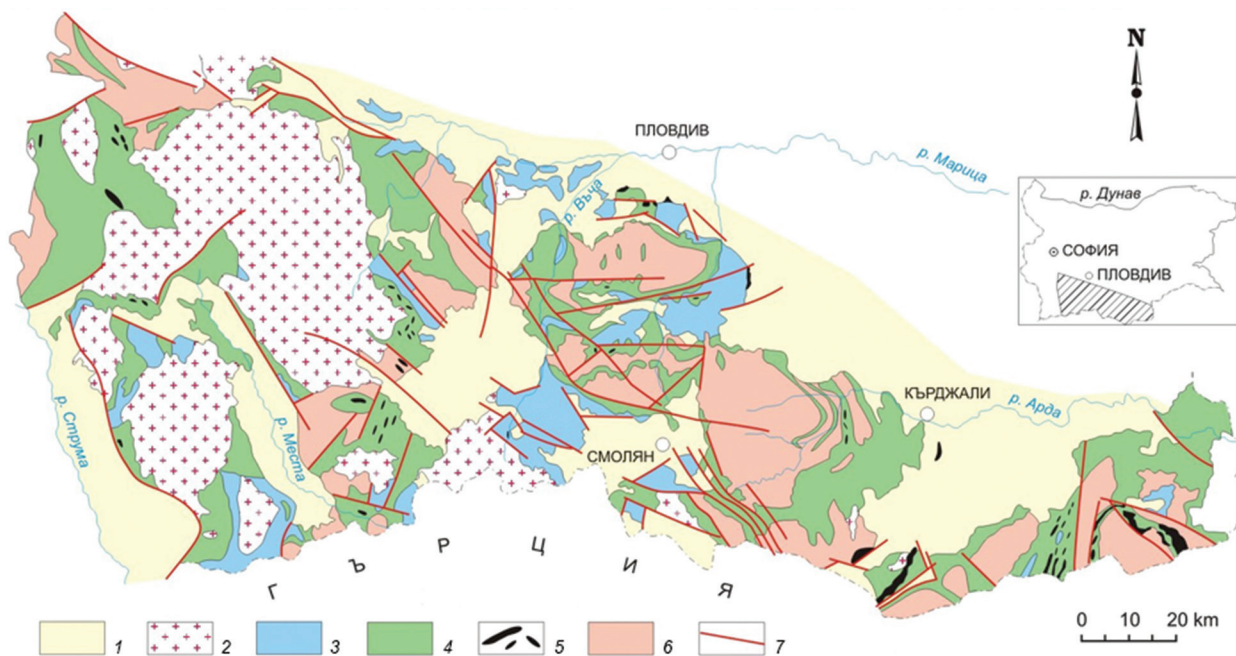 N
ПЛОВДИВ
р. Марица
р. Въча
р. Дунав
СОФИЯ
ПЛОВДИВ
КЪРДЖАЛИ
р. Арда
р. Струма
р. Места
СМОЛЯН
ГЪРЦИЯ
1 2 3 4 5 6 7
0 10 20 km